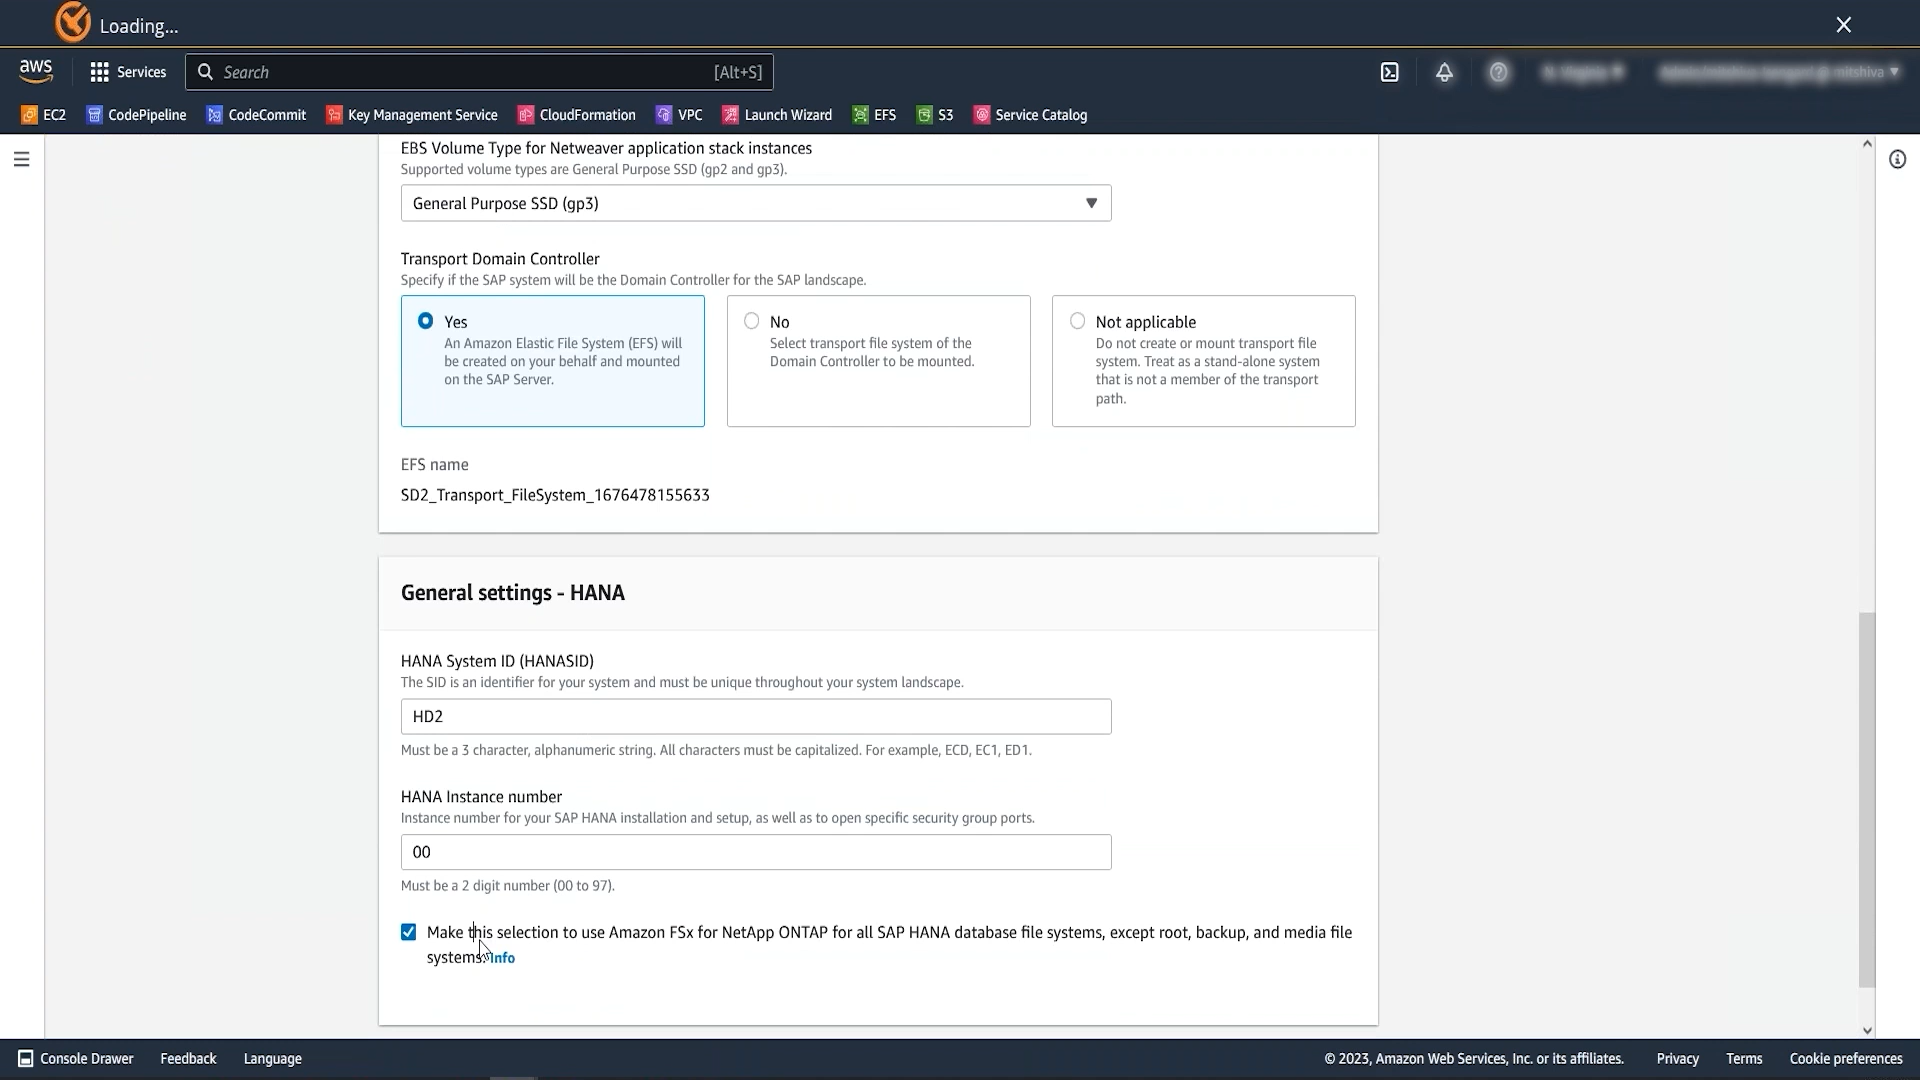 Loading...
aws
Services
Search [Alt+S]
EC2 CodePipeline CodeCommit Key Management Service CloudFormation VPC Launch Wizard EFS S3 Service Catalog
EBS Volume Type for Netweaver application stack instances
Supported volume types are General Purpose SSD (gp2 and gp3).
General Purpose SSD (gp3)
Transport Domain Controller
Specify if the SAP system will be the Domain Controller for the SAP landscape.
Yes
An Amazon Elastic File System (EFS) will
be created on your behalf and mounted
on the SAP Server.
No
Select transport file system of the
Domain Controller to be mounted.
Not applicable
Do not create or mount transport file
system. Treat as a stand-alone system
that is not a member of the transport
path.
EFS name
SD2_Transport_FileSystem_1676478155633
General settings - HANA
HANA System ID (HANASID)
The SID is an identifier for your system and must be unique throughout your system landscape.
HD2
Must be a 3 character, alphanumeric string. All characters must be capitalized. For example, ECD, EC1, ED1.
HANA Instance number
Instance number for your SAP HANA installation and setup, as well as to open specific security group ports.
00
Must be a 2 digit number (00 to 97).
Make this selection to use Amazon FSx for NetApp ONTAP for all SAP HANA database file systems, except root, backup, and media file
systems. Info
Console Drawer Feedback Language © 2023, Amazon Web Services, Inc. or its affiliates. Privacy Terms Cookie preferences